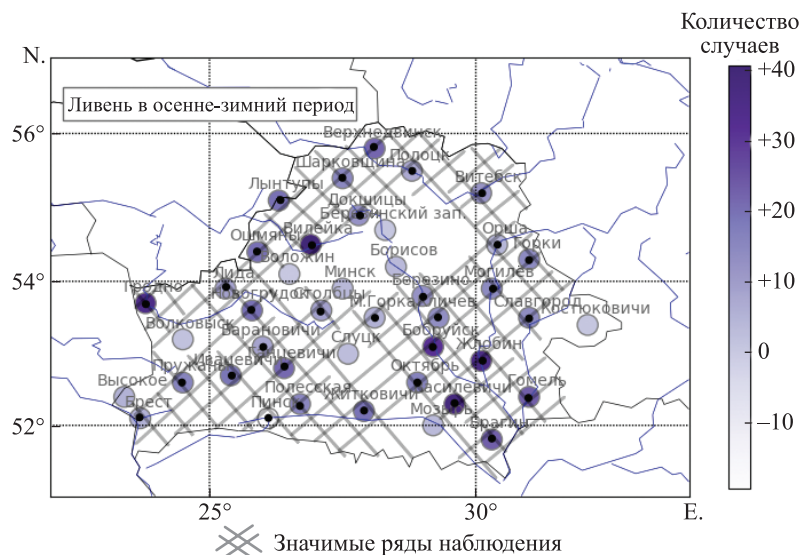 Количество
случаев
N.
+40
Ливень в осенне-зимний период
56°
Верхнедвинск
Полоцк
Шарковщина
Витебск
Лынтупы
+30
Докшицы
Березинский зап.
Орша
Ошмяны
Вилейка
Горки
Борисов
Воложин
+20
54°
Минск
Лида
Гродно
Березино
Могилев
Новогрудок
Столбцы
М.Горка
Кличев
Славгород
Костюковичи
+10
Волковыск
Барановичи
Слуцк
Бобруйск
Жлобин
Пружаны
Ивацевичи
Октябрь
0
Высокое
Полесская
Житковичи
Василевичи
Гомель
Брест
Пинск
Мозырь
52°
Брагин
−10
25°
30°
E.
Значимые ряды наблюдения